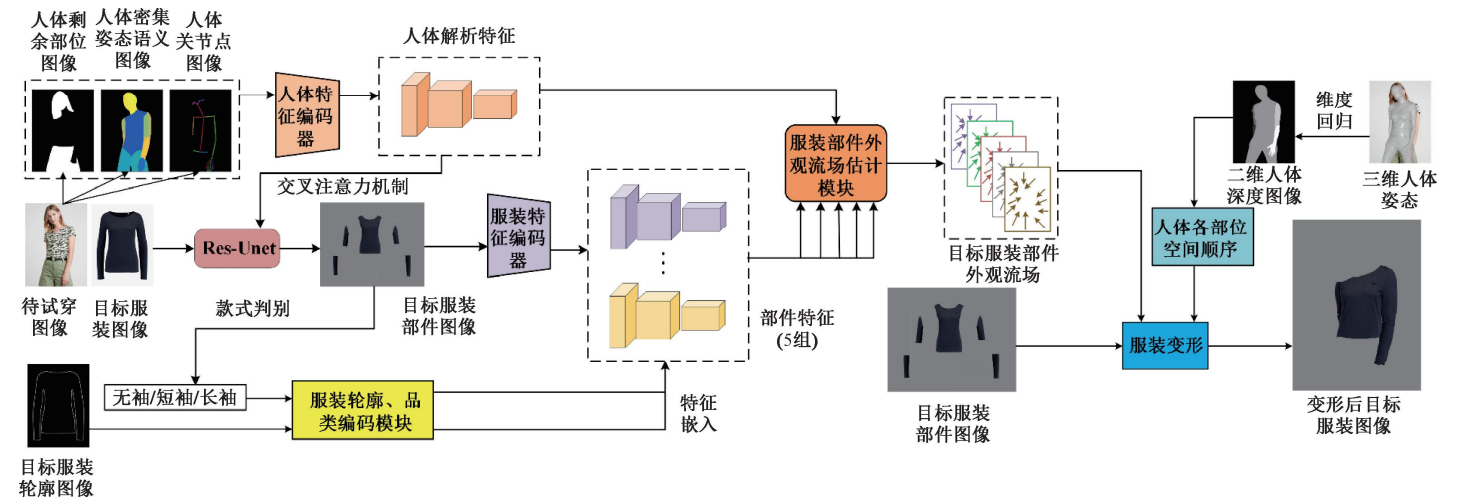 人体剩
余部位
图像
人体密集
姿态语义
图像
人体
关节点
图像
人体特
征编码
器
人体解析特征
交叉注意力机制
待试穿
图像
目标服
装图像
Res-Unet
款式判别
目标服装
部件图像
服装特
征编码
器
部件特征
(5组)
无袖/短袖/长袖
服装轮廓、品
类编码模块
特征
嵌入
目标服装
轮廓图像
服装部件外
观流场估计
模块
目标服装部件
外观流场
目标服装
部件图像
维度
回归
二维人体
深度图像
三维人体
姿态
人体各部位
空间顺序
服装变形
变形后目标
服装图像